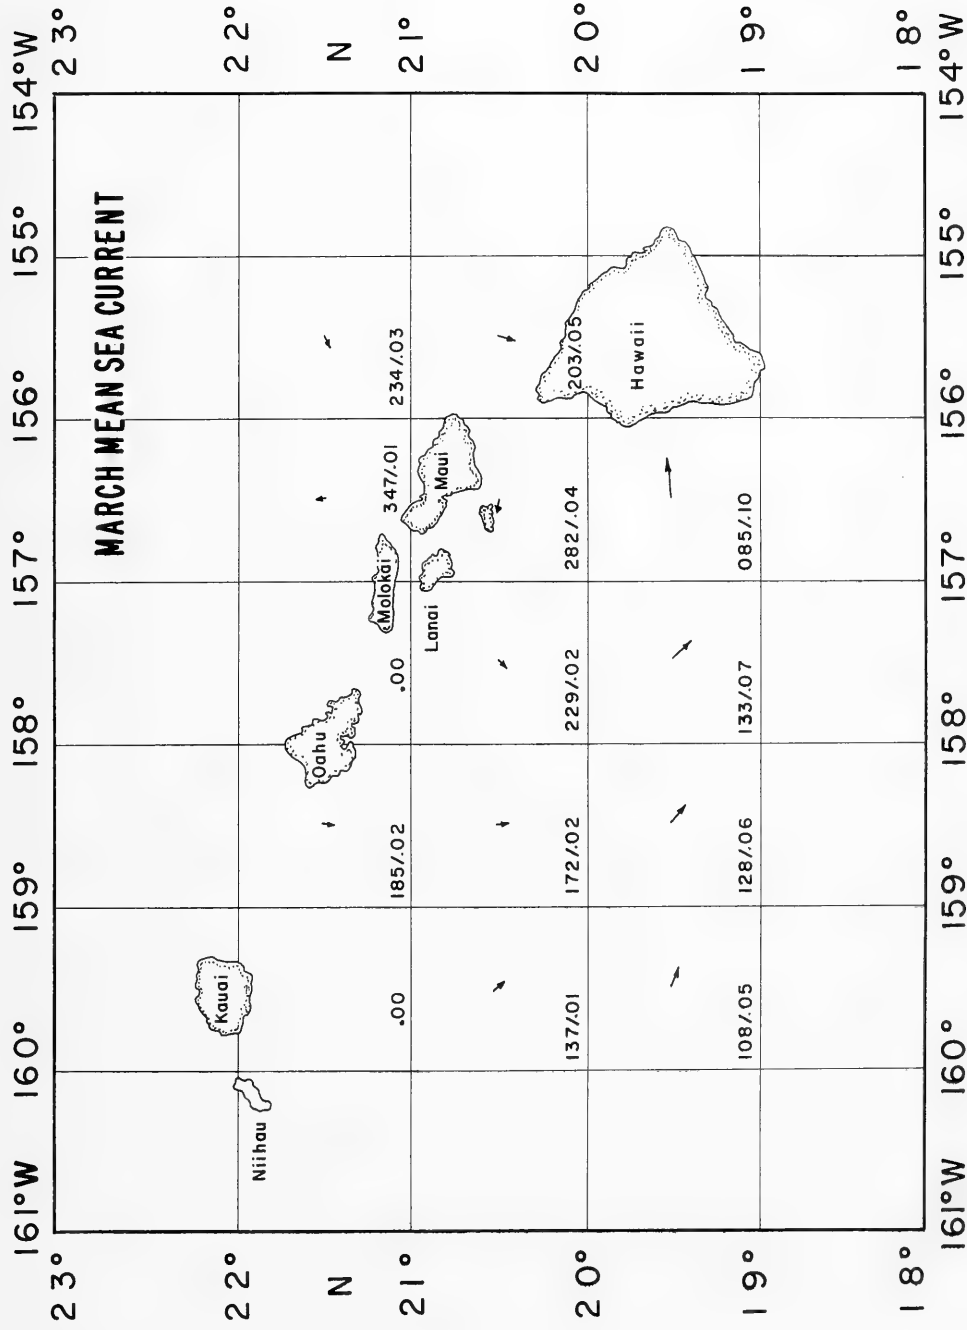 MARCH MEAN SEA CURRENT
161°W 160° 159° 158° 157° 156° 155° 154°W
23° 23°
22° 22°
N N
21° 21°
20° 20°
19° 19°
18° 18°
161°W 160° 159° 158° 157° 156° 155° 154°W
Niihau
Kauai
Oahu
Molokai
Lanai
Maui
Hawaii
.00 185/.02 .00 347/.01 234/.03
137/.01 172/.02 229/.02 282/.04 203/.05
108/.05 128/.06 133/.07 085/.10